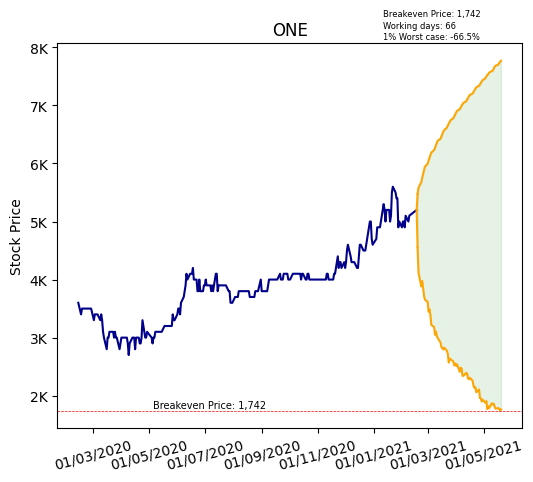 Breakeven Price: 1,742
Working days: 66
1% Worst case: -66.5%
ONE
8K
7K
6K
5K
4K
3K
2K
Stock Price
Breakeven Price: 1,742
01/03/2020
01/05/2020
01/07/2020
01/09/2020
01/11/2020
01/01/2021
01/03/2021
01/05/2021